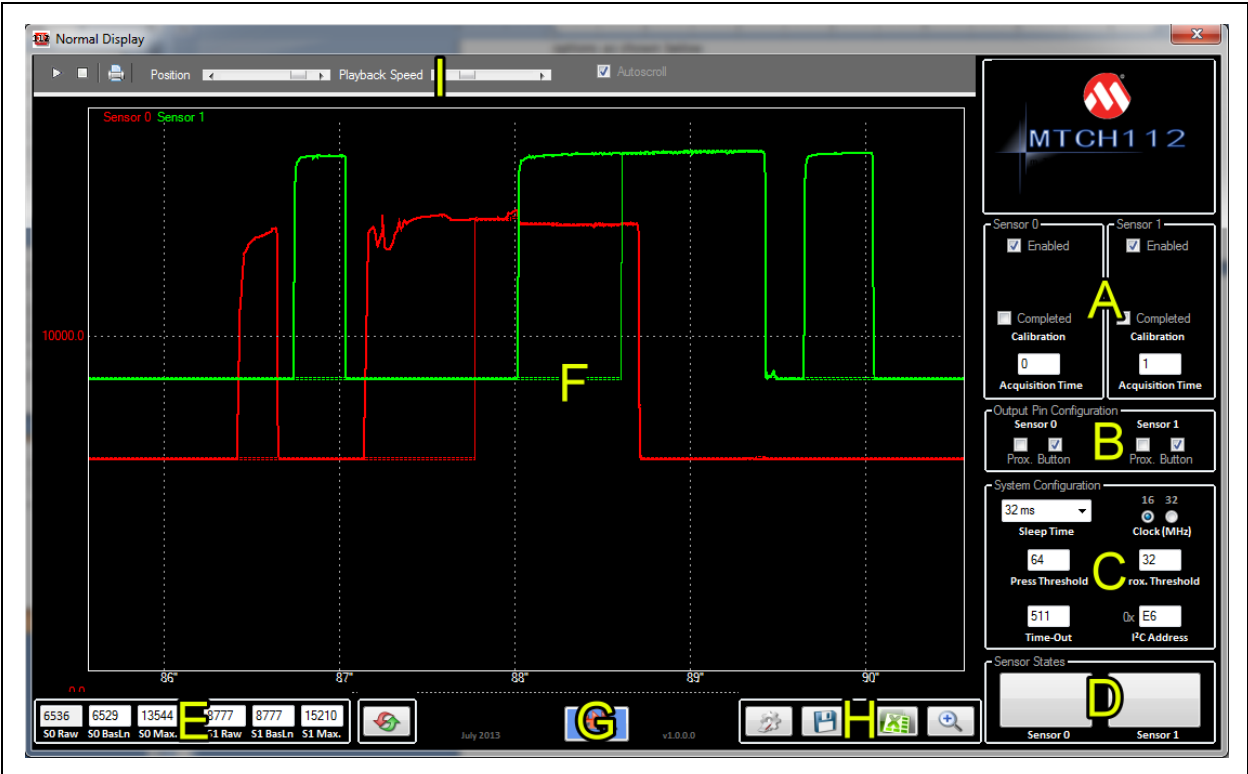 Normal Display
Position
Playback Speed
I
Autoscroll
MTCH112
Sensor 0 Sensor 1
10000.0
0.0
86"
87"
88"
89"
90"
F
Sensor 0
Enabled
Completed
Calibration
0
Acquisition Time
Sensor 1
Enabled
Completed
Calibration
1
Acquisition Time
A
Output Pin Configuration
Sensor 0
Sensor 1
Prox. Button
Prox. Button
B
System Configuration
32 ms
Sleep Time
16 32
Clock (MHz)
64
Press Threshold
32
rox. Threshold
C
511
Time-Out
0x E6
I²C Address
Sensor States
D
Sensor 0
Sensor 1
6536 6529 13544 8777 8777 15210
S0 Raw S0 BasLn S0 Max. S1 Raw S1 BasLn S1 Max.
E
July 2013
G
v1.0.0.0
H